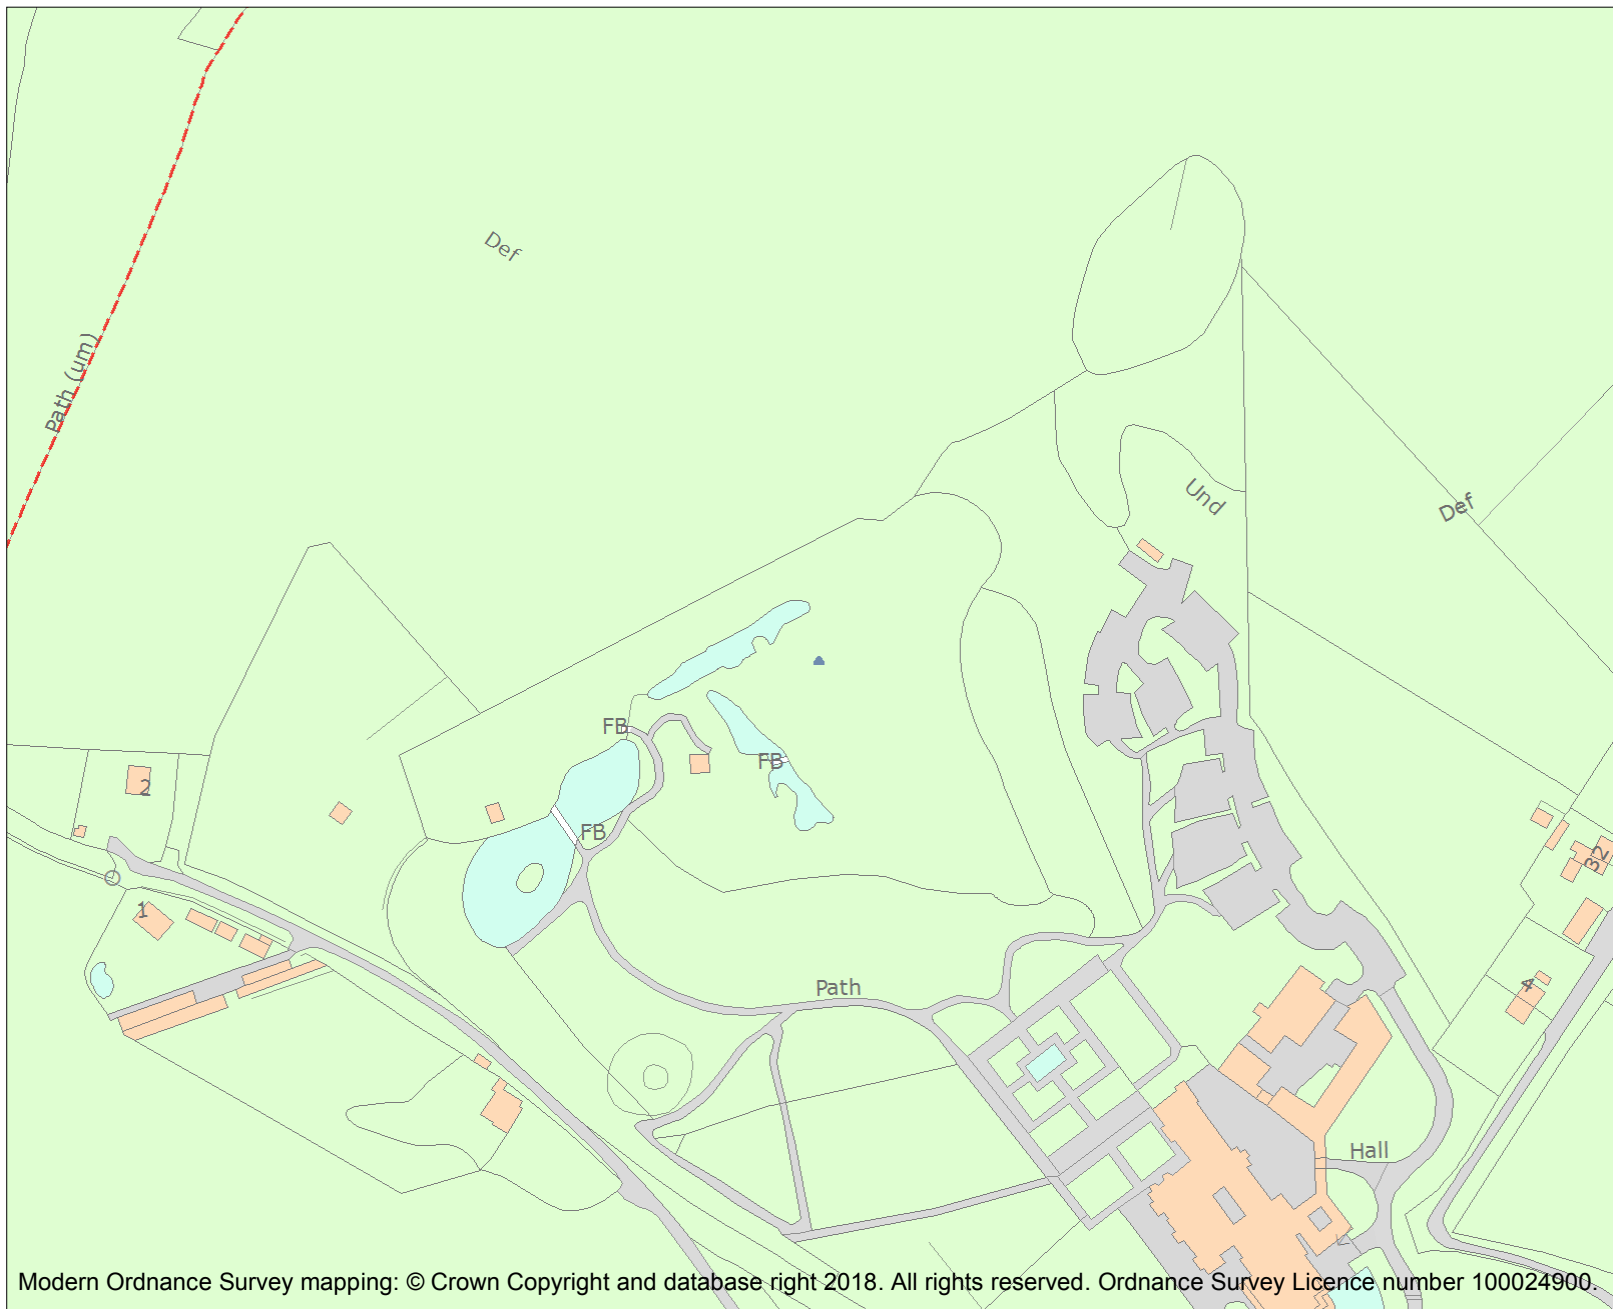 Def
Path (um)
Und
Def
FB
FB
2
FB
32
1
4
Path
Hall
Modern Ordnance Survey mapping: © Crown Copyright and database right 2018. All rights reserved. Ordnance Survey Licence number 100024900.